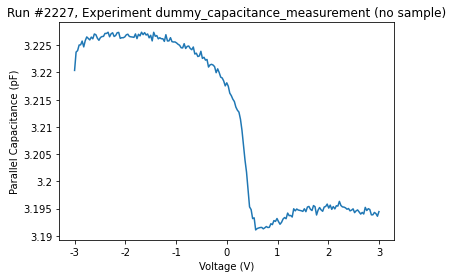 Run #2227, Experiment dummy_capacitance_measurement (no sample)
Parallel Capacitance (pF)
3.225
3.22
3.215
3.21
3.205
3.2
3.195
3.19
-3 -2 -1 0 1 2 3
Voltage (V)